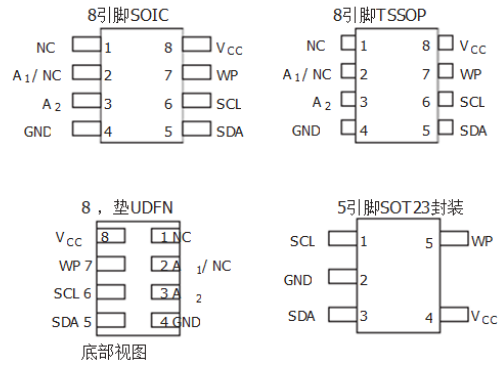 8引脚SOIC
NC 1 8 VCC
A1/ NC 2 7 WP
A2 3 6 SCL
GND 4 5 SDA
8引脚TSSOP
NC 1 8 VCC
A1/ NC 2 7 WP
A2 3 6 SCL
GND 4 5 SDA
8 ，垫UDFN
VCC 8 1 NC
WP 7 2 A1/ NC
SCL 6 3 A2
SDA 5 4 GND
底部视图
5引脚SOT23封装
SCL 1 5 WP
GND 2
SDA 3 4 VCC